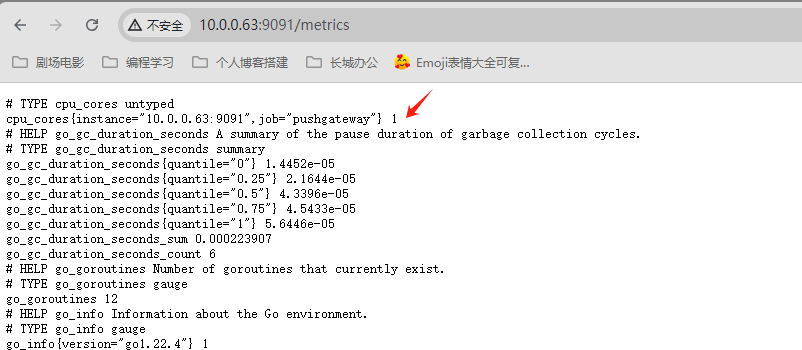 不安全 10.0.0.63:9091/metrics
剧场电影 编程学习 个人博客搭建 长城办公 Emoji表情大全可复...
# TYPE cpu_cores untyped
cpu_cores{instance="10.0.0.63:9091",job="pushgateway"} 1
# HELP go_gc_duration_seconds A summary of the pause duration of garbage collection cycles.
# TYPE go_gc_duration_seconds summary
go_gc_duration_seconds{quantile="0"} 1.4452e-05
go_gc_duration_seconds{quantile="0.25"} 2.1644e-05
go_gc_duration_seconds{quantile="0.5"} 4.3396e-05
go_gc_duration_seconds{quantile="0.75"} 4.5433e-05
go_gc_duration_seconds{quantile="1"} 5.6446e-05
go_gc_duration_seconds_sum 0.000223907
go_gc_duration_seconds_count 6
# HELP go_goroutines Number of goroutines that currently exist.
# TYPE go_goroutines gauge
go_goroutines 12
# HELP go_info Information about the Go environment.
# TYPE go_info gauge
go_info{version="go1.22.4"} 1